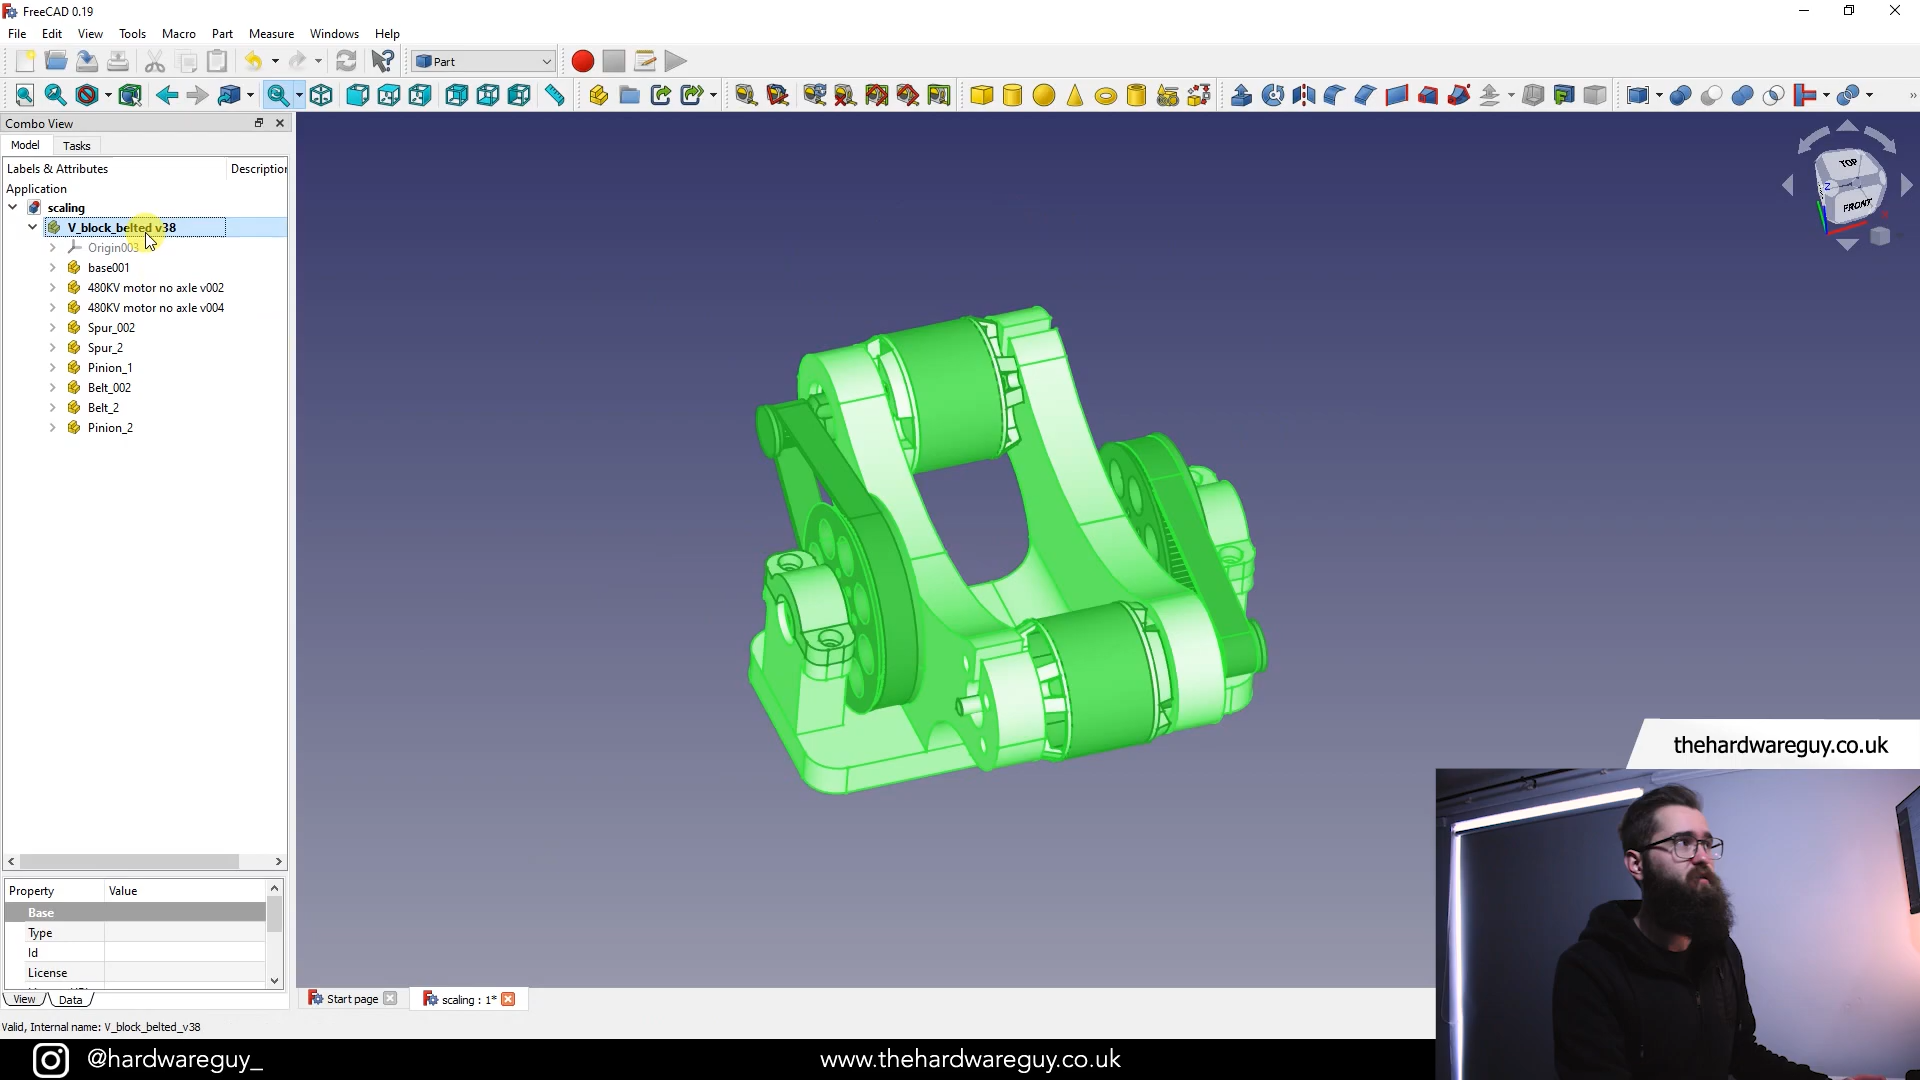 FreeCAD 0.19
File Edit View Tools Macro Part Measure Windows Help
Part
Combo View
Model Tasks
Labels & Attributes Description
Application
scaling
V_block_belted v38
Origin003
base001
480KV motor no axle v002
480KV motor no axle v004
Spur_002
Spur_2
Pinion_1
Belt_002
Belt_2
Pinion_2
TOP
Z
FRONT
Property Value
Base
Type
Id
License
View Data
Start page scaling : 1*
Valid, Internal name: V_block_belted_v38
thehardwareguy.co.uk
@hardwareguy_ www.thehardwareguy.co.uk